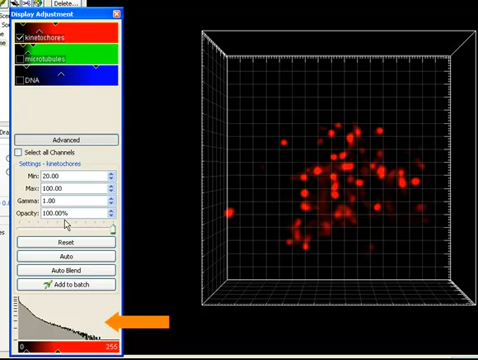 Delete...
Display Adjustment
kinetochores
microtubules
DNA
Advanced
Select all Channels
Settings - kinetochores
Min: 20.00
Max: 100.00
Gamma: 1.00
Opacity: 100.00%
Reset
Auto
Auto Blend
Add to batch
0 255